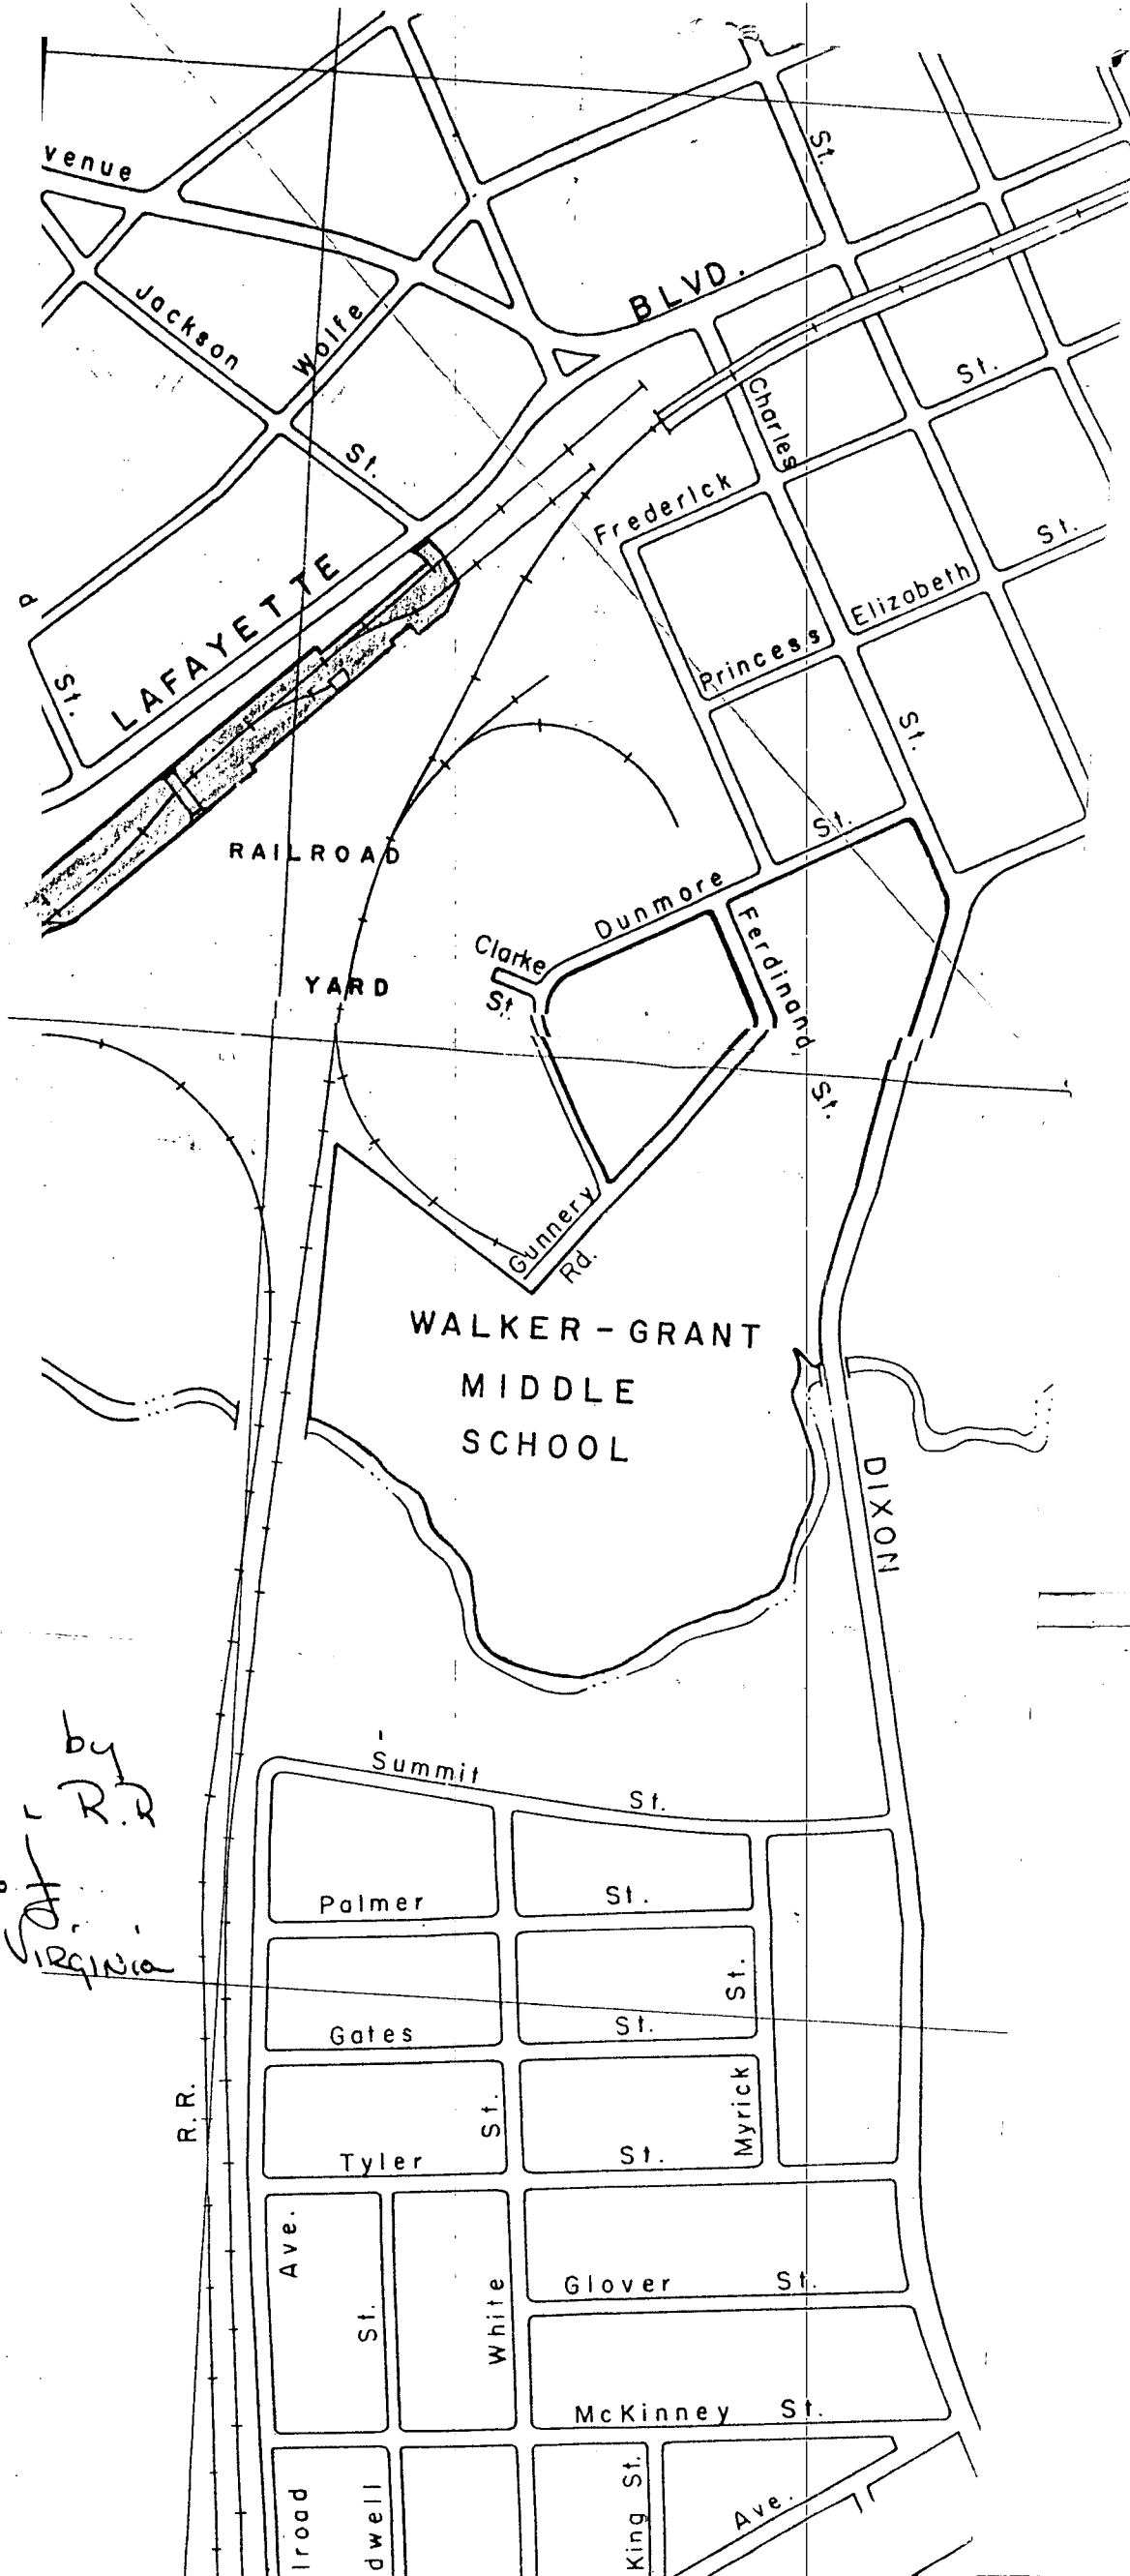 venue
St.
Jackson
Wolfe
BLVD.
St.
Charles
St.
Frederick
St.
LAFAYETTE
Elizabeth
Princess
St.
St.
St.
RAILROAD
Dunmore
Ferdinand
Clarke
St.
YARD
St.
Gunnery
Rd.
WALKER-GRANT
MIDDLE
SCHOOL
DIXON
by
R.R
Virginia
Summit
St.
Palmer
St.
St.
Gates
St.
R.R.
St.
Myrick
Tyler
St.
Ave.
St.
White
Glover
St.
McKinney
St.
lroad
dwell
King St.
Ave.